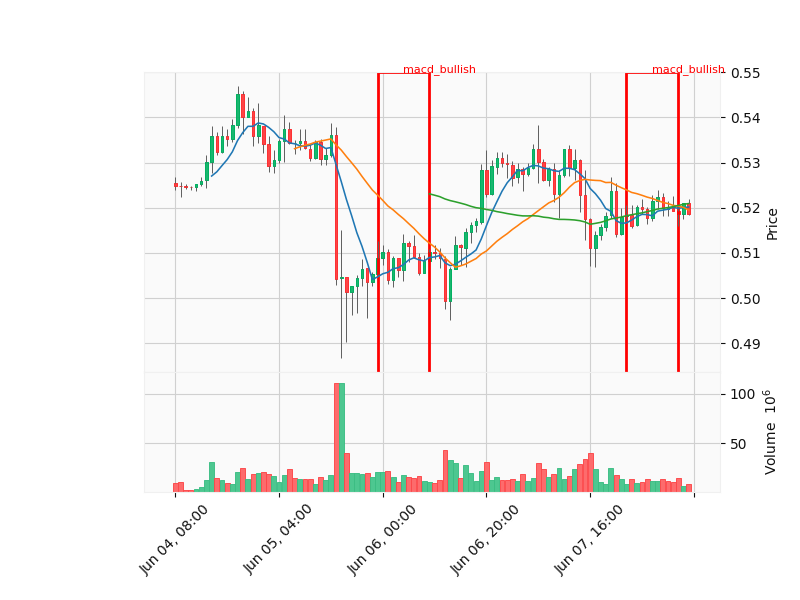 macd_bullish macd_bullish
0.55
0.54
0.53
0.52
0.51
0.50
0.49
Price
100
50
Volume 10^6
Jun 04, 08:00
Jun 05, 04:00
Jun 06, 00:00
Jun 06, 20:00
Jun 07, 16:00